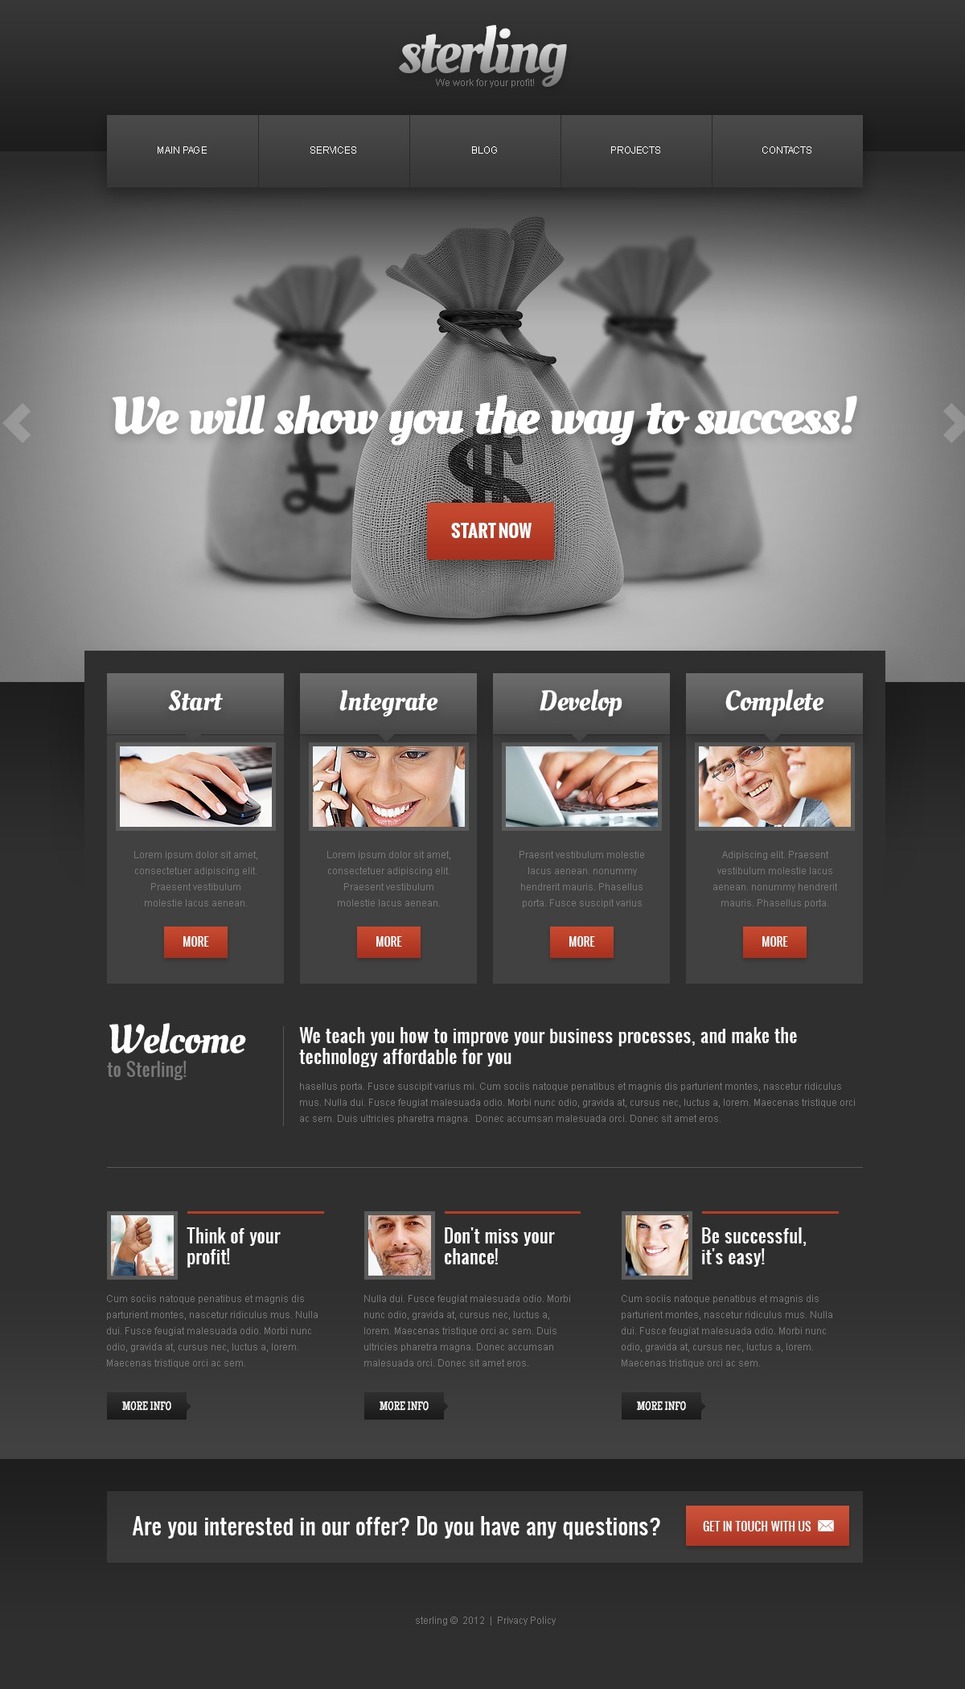 sterling
We work for your profit!
MAIN PAGE
SERVICES
BLOG
PROJECTS
CONTACTS
We will show you the way to success!
£
$
€
START NOW
Start
Integrate
Develop
Complete
Lorem ipsum dolor sit amet,
consectetuer adipiscing elit.
Praesent vestibulum
molestie lacus aenean.
MORE
Lorem ipsum dolor sit amet,
consectetuer adipiscing elit.
Praesent vestibulum
molestie lacus aenean.
MORE
Praesnt vestibulum molestie
lacus aenean. nonummy
hendrerit mauris. Phasellus
porta. Fusce suscipit varius
MORE
Adipiscing elit. Praesent
vestibulum molestie lacus
aenean. nonummy hendrerit
mauris. Phasellus porta.
MORE
Welcome
to Sterling!
We teach you how to improve your business processes, and make the
technology affordable for you
hasellus porta. Fusce suscipit varius mi. Cum sociis natoque penatibus et magnis dis parturient montes, nascetur ridiculus
mus. Nulla dui. Fusce feugiat malesuada odio. Morbi nunc odio, gravida at, cursus nec, luctus a, lorem. Maecenas tristique orci
ac sem. Duis ultricies pharetra magna. Donec accumsan malesuada orci. Donec sit amet eros.
Think of your
profit!
Cum sociis natoque penatibus et magnis dis
parturient montes, nascetur ridiculus mus. Nulla
dui. Fusce feugiat malesuada odio. Morbi nunc
odio, gravida at, cursus nec, luctus a, lorem.
Maecenas tristique orci ac sem.
MORE INFO
Don't miss your
chance!
Nulla dui. Fusce feugiat malesuada odio. Morbi
nunc odio, gravida at, cursus nec, luctus a,
lorem. Maecenas tristique orci ac sem. Duis
ultricies pharetra magna. Donec accumsan
malesuada orci. Donec sit amet eros.
MORE INFO
Be successful,
it's easy!
Cum sociis natoque penatibus et magnis dis
parturient montes, nascetur ridiculus mus. Nulla
dui. Fusce feugiat malesuada odio. Morbi nunc
odio, gravida at, cursus nec, luctus a, lorem.
Maecenas tristique orci ac sem.
MORE INFO
Are you interested in our offer? Do you have any questions?
GET IN TOUCH WITH US
sterling © 2012 | Privacy Policy